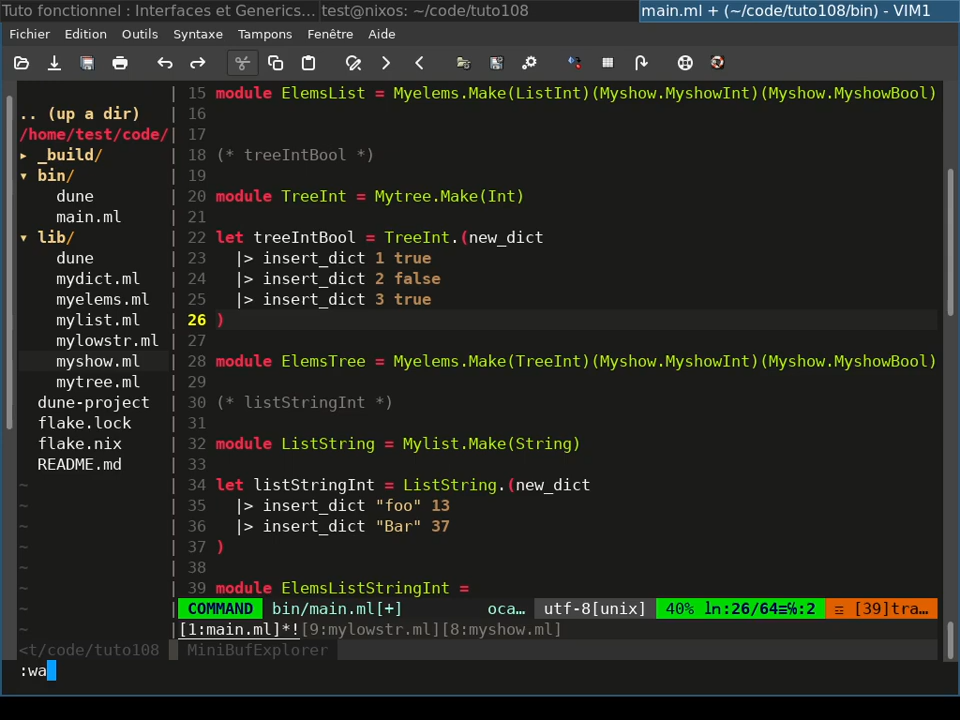 Tuto fonctionnel : Interfaces et Generics... test@nixos: ~/code/tuto108 main.ml + (~/code/tuto108/bin) - VIM1
Fichier Edition Outils Syntaxe Tampons Fenêtre Aide
| 15 module ElemsList = Myelems.Make(ListInt)(Myshow.MyshowInt)(Myshow.MyshowBool)
.. (up a dir) | 16
/home/test/code/| 17
▸ _build/ | 18 (* treeIntBool *)
▾ bin/ | 19
dune | 20 module TreeInt = Mytree.Make(Int)
main.ml | 21
▾ lib/ | 22 let treeIntBool = TreeInt.(new_dict
dune | 23 |> insert_dict 1 true
mydict.ml | 24 |> insert_dict 2 false
myelems.ml | 25 |> insert_dict 3 true
mylist.ml | 26 )
mylowstr.ml | 27
myshow.ml | 28 module ElemsTree = Myelems.Make(TreeInt)(Myshow.MyshowInt)(Myshow.MyshowBool)
mytree.ml | 29
dune-project | 30 (* listStringInt *)
flake.lock | 31
flake.nix | 32 module ListString = Mylist.Make(String)
README.md | 33
~ | 34 let listStringInt = ListString.(new_dict
~ | 35 |> insert_dict "foo" 13
~ | 36 |> insert_dict "Bar" 37
~ | 37 )
~ | 38
~ | 39 module ElemsListStringInt =
~ | COMMAND bin/main.ml[+] oca… utf-8[unix] 40% ln:26/64≡℅:2 ☲ [39]tra…
~ |[1:main.ml]*![9:mylowstr.ml][8:myshow.ml]
<t/code/tuto108 MiniBufExplorer
:wa